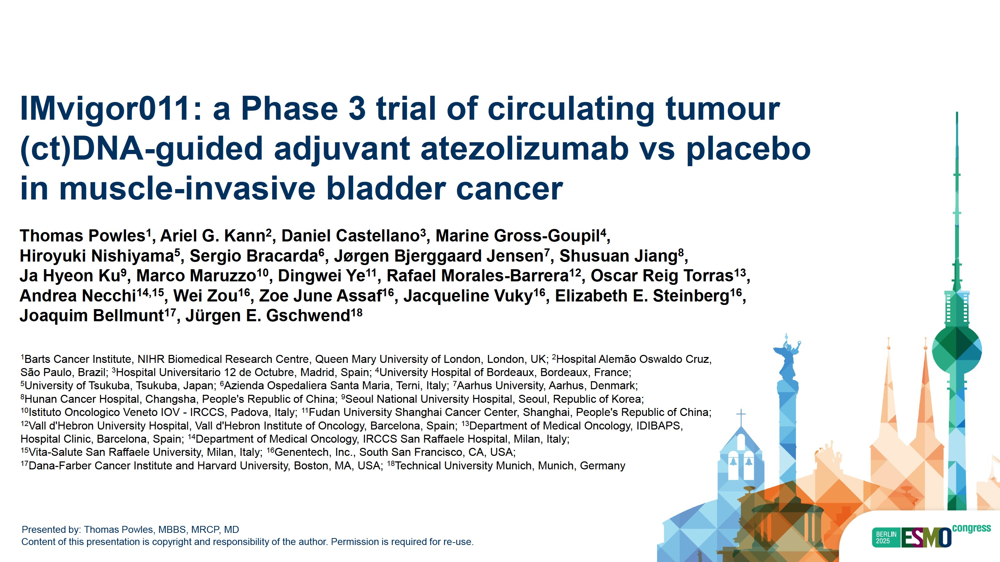 IMvigor011: a Phase 3 trial of circulating tumour
(ct)DNA-guided adjuvant atezolizumab vs placebo
in muscle-invasive bladder cancer
Thomas Powles1, Ariel G. Kann2, Daniel Castellano3, Marine Gross-Goupil4,
Hiroyuki Nishiyama5, Sergio Bracarda6, Jørgen Bjerggaard Jensen7, Shusuan Jiang8,
Ja Hyeon Ku9, Marco Maruzzo10, Dingwei Ye11, Rafael Morales-Barrera12, Oscar Reig Torras13,
Andrea Necchi14,15, Wei Zou16, Zoe June Assaf16, Jacqueline Vuky16, Elizabeth E. Steinberg16,
Joaquim Bellmunt17, Jürgen E. Gschwend18
1Barts Cancer Institute, NIHR Biomedical Research Centre, Queen Mary University of London, London, UK; 2Hospital Alemão Oswaldo Cruz,
São Paulo, Brazil; 3Hospital Universitario 12 de Octubre, Madrid, Spain; 4University Hospital of Bordeaux, Bordeaux, France;
5University of Tsukuba, Tsukuba, Japan; 6Azienda Ospedaliera Santa Maria, Terni, Italy; 7Aarhus University, Aarhus, Denmark;
8Hunan Cancer Hospital, Changsha, People's Republic of China; 9Seoul National University Hospital, Seoul, Republic of Korea;
10Istituto Oncologico Veneto IOV - IRCCS, Padova, Italy; 11Fudan University Shanghai Cancer Center, Shanghai, People's Republic of China;
12Vall d'Hebron University Hospital, Vall d'Hebron Institute of Oncology, Barcelona, Spain; 13Department of Medical Oncology, IDIBAPS,
Hospital Clinic, Barcelona, Spain; 14Department of Medical Oncology, IRCCS San Raffaele Hospital, Milan, Italy;
15Vita-Salute San Raffaele University, Milan, Italy; 16Genentech, Inc., South San Francisco, CA, USA;
17Dana-Farber Cancer Institute and Harvard University, Boston, MA, USA; 18Technical University Munich, Munich, Germany
Presented by: Thomas Powles, MBBS, MRCP, MD
Content of this presentation is copyright and responsibility of the author. Permission is required for re-use.
BERLIN
2025
ESMO congress